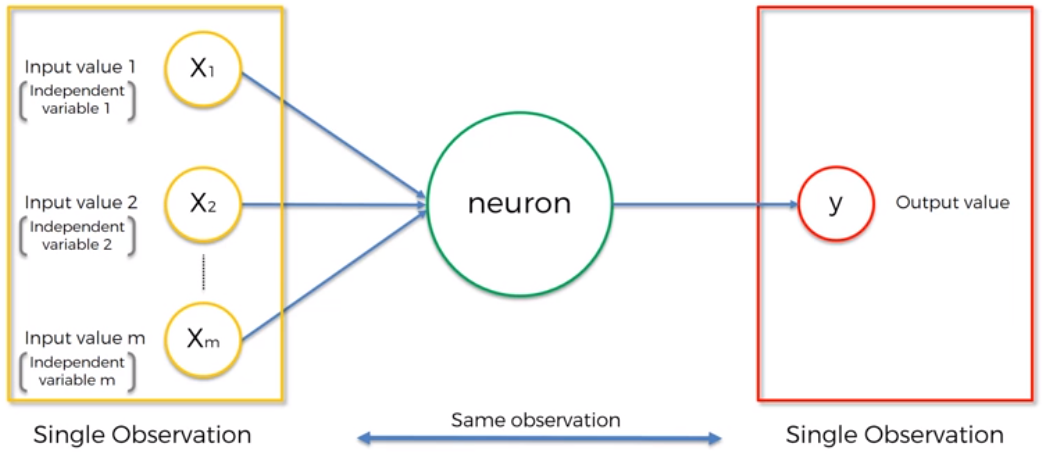 Input value 1
Independent
variable 1
X1
Input value 2
Independent
variable 2
X2
Input value m
Independent
variable m
Xm
neuron
y
Output value
Single Observation
Same observation
Single Observation